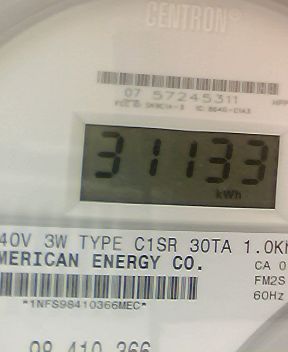 CENTRON®
07 57245311
31133
kWh
40V 3W TYPE C1SR 30TA 1.0K
MERICAN ENERGY CO.
CA 0
FM2S
60Hz
*1NFS98410366MEC*
98 410 366